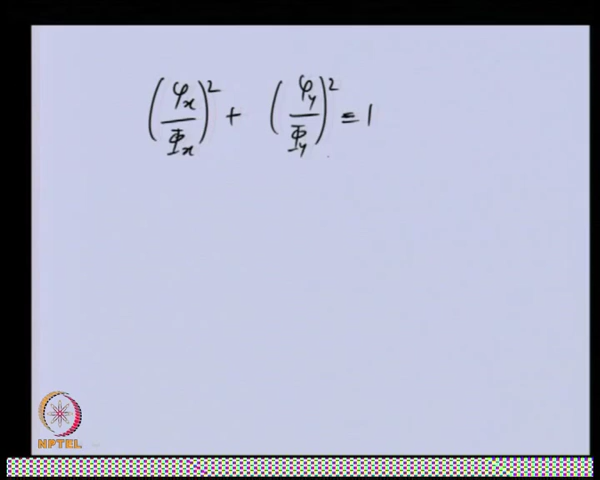 (φx/Φx)² + (φy/Φy)² = 1
NPTEL